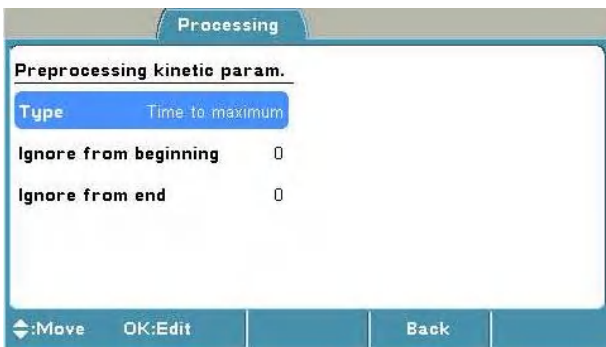 Processing
Preprocessing kinetic param.
Type Time to maximum
Ignore from beginning 0
Ignore from end 0
:Move OK:Edit Back